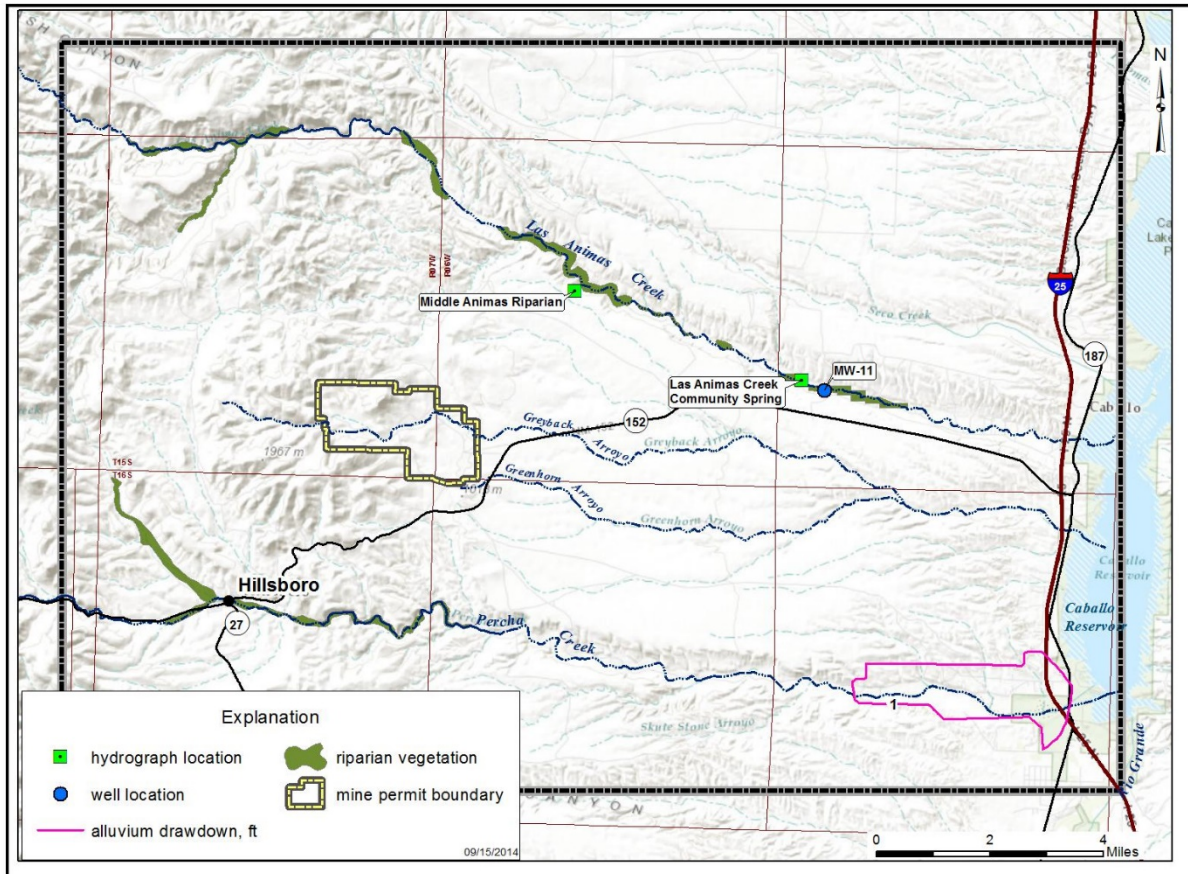 SH CANYON
N
Las Animas Creek
R07W
R06W
Middle Animas Riparian
25
Seco Creek
187
MW-11
Las Animas Creek
Community Spring
Caballo
152
Greyback Arroyo
Greyback Arroyo
1967 m
T15S
T16S
Greenhorn Arroyo
Greenhorn Arroyo
Caballo
Reservoir
Hillsboro
27
Caballo
Reservoir
Percha Creek
1
Skute Stone Arroyo
Rio Grande
CANYON
Explanation
hydrograph location
riparian vegetation
well location
mine permit boundary
alluvium drawdown, ft
09/15/2014
0 2 4
Miles